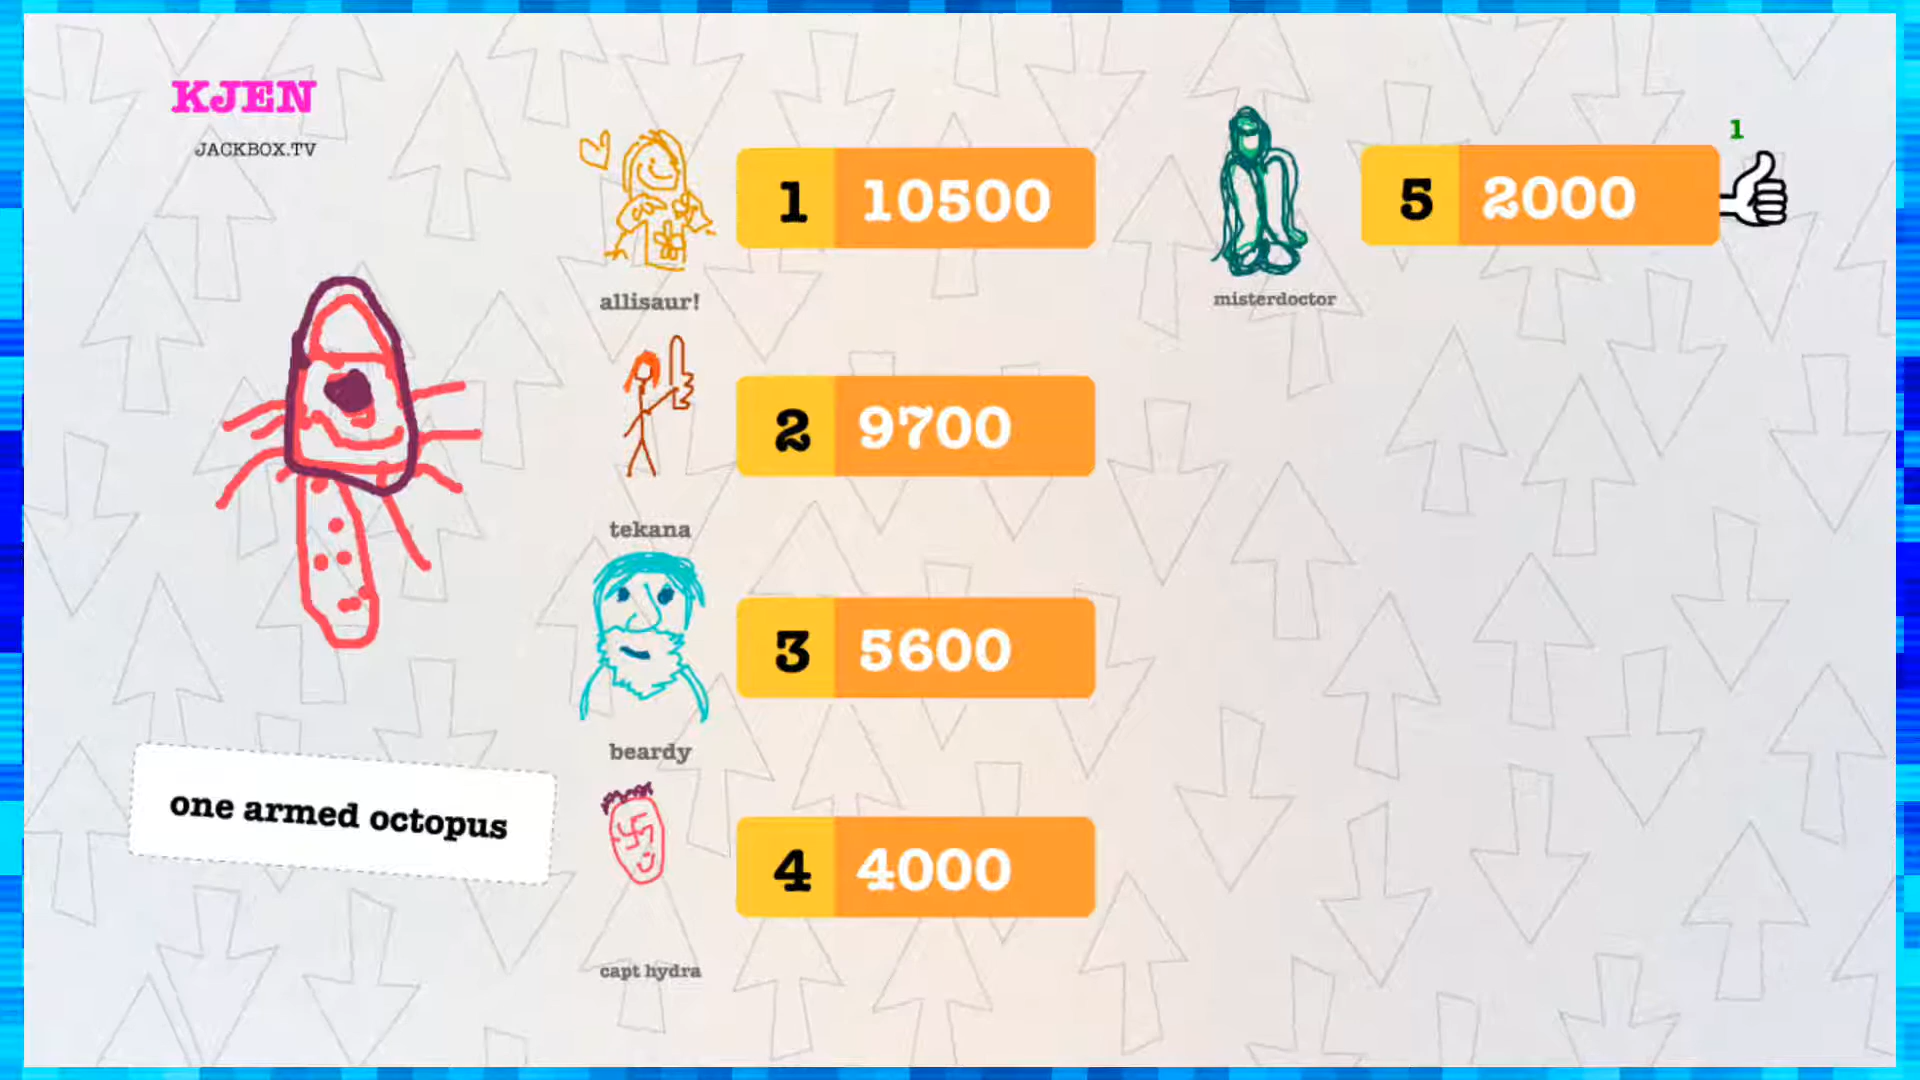 KJEN
JACKBOX.TV
one armed octopus
1 10500
allisaur!
2 9700
tekana
3 5600
beardy
4 4000
capt hydra
5 2000
1
misterdoctor